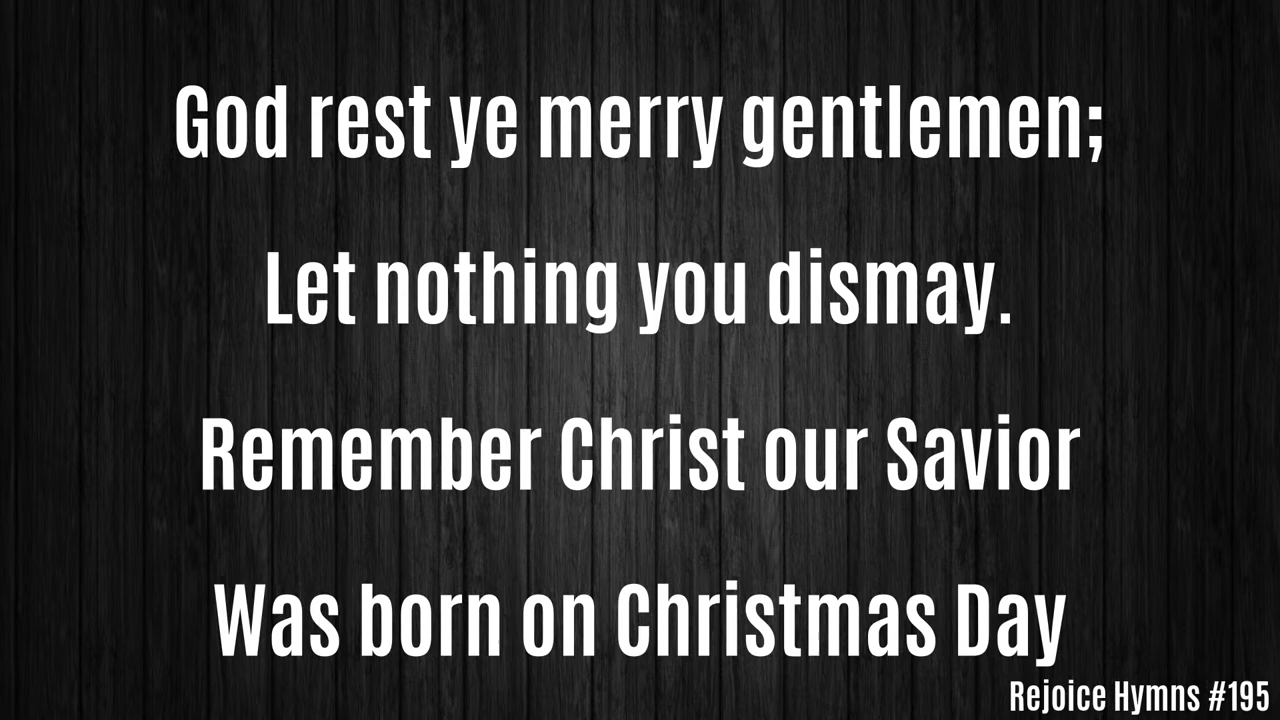 God rest ye merry gentlemen;
Let nothing you dismay.
Remember Christ our Savior
Was born on Christmas Day
Rejoice Hymns #195